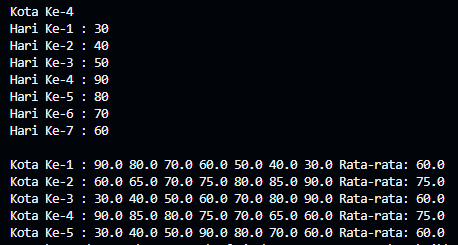 Kota Ke-4
Hari Ke-1 : 30
Hari Ke-2 : 40
Hari Ke-3 : 50
Hari Ke-4 : 90
Hari Ke-5 : 80
Hari Ke-6 : 70
Hari Ke-7 : 60
Kota Ke-1 : 90.0 80.0 70.0 60.0 50.0 40.0 30.0 Rata-rata: 60.0
Kota Ke-2 : 60.0 65.0 70.0 75.0 80.0 85.0 90.0 Rata-rata: 75.0
Kota Ke-3 : 30.0 40.0 50.0 60.0 70.0 80.0 90.0 Rata-rata: 60.0
Kota Ke-4 : 90.0 85.0 80.0 75.0 70.0 65.0 60.0 Rata-rata: 75.0
Kota Ke-5 : 30.0 40.0 50.0 90.0 80.0 70.0 60.0 Rata-rata: 60.0